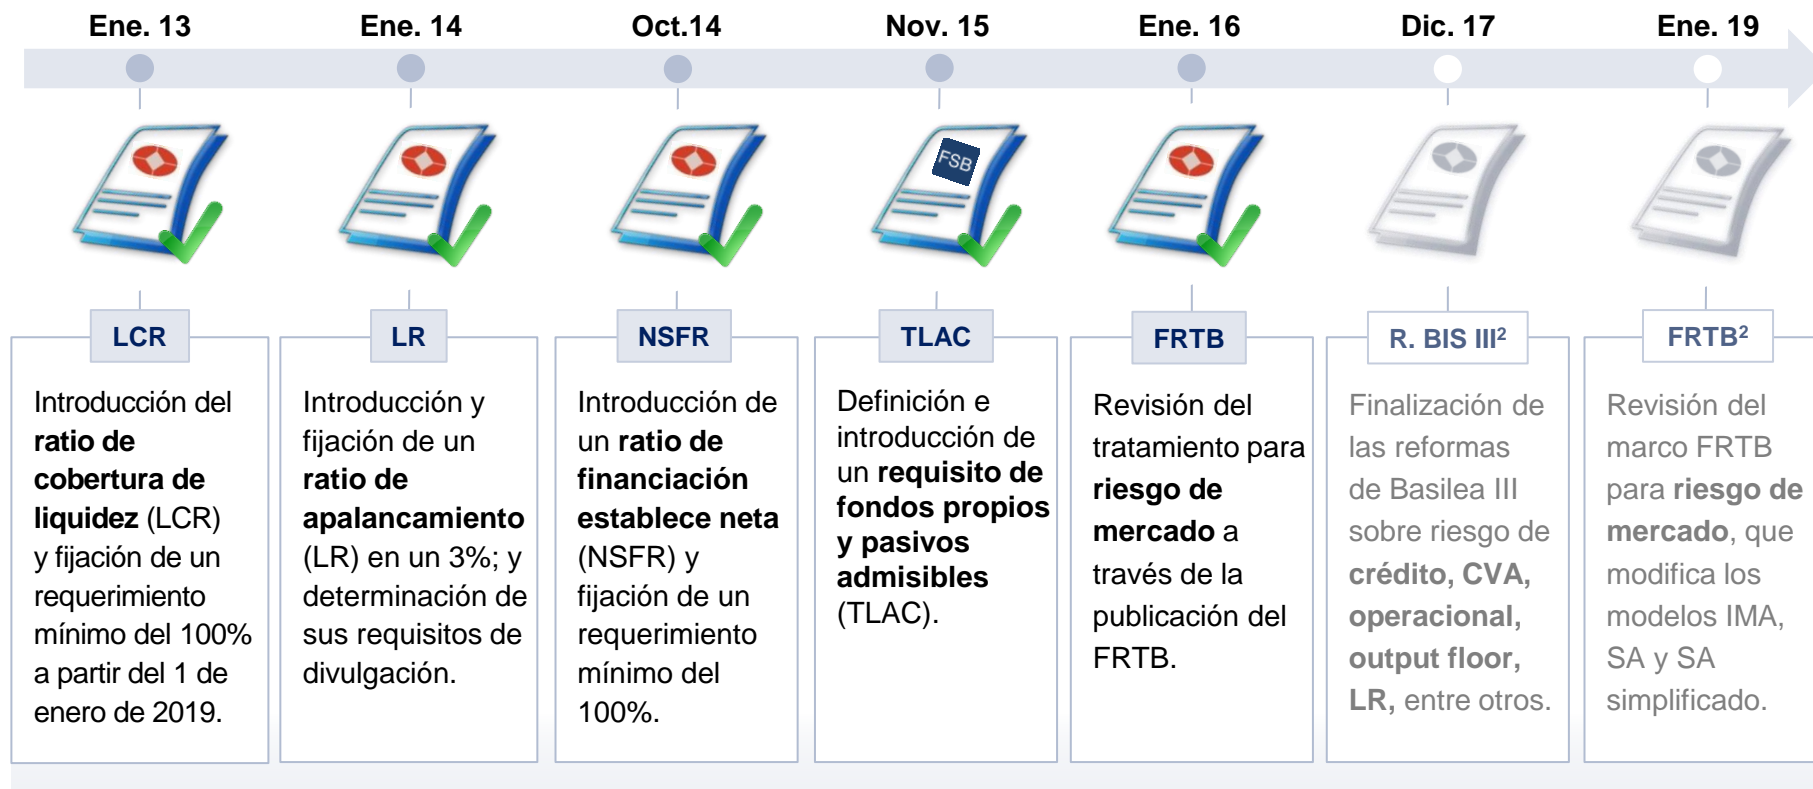 Ene. 13
Ene. 14
Oct.14
Nov. 15
Ene. 16
Dic. 17
Ene. 19
FSB
LCR
Introducción del
ratio de
cobertura de
liquidez (LCR)
y fijación de un
requerimiento
mínimo del 100%
a partir del 1 de
enero de 2019.
LR
Introducción y
fijación de un
ratio de
apalancamiento
(LR) en un 3%; y
determinación de
sus requisitos de
divulgación.
NSFR
Introducción de
un ratio de
financiación
establece neta
(NSFR) y
fijación de un
requerimiento
mínimo del
100%.
TLAC
Definición e
introducción de
un requisito de
fondos propios
y pasivos
admisibles
(TLAC).
FRTB
Revisión del
tratamiento para
riesgo de
mercado a
través de la
publicación del
FRTB.
R. BIS III²
Finalización de
las reformas
de Basilea III
sobre riesgo de
crédito, CVA,
operacional,
output floor,
LR, entre otros.
FRTB²
Revisión del
marco FRTB
para riesgo de
mercado, que
modifica los
modelos IMA,
SA y SA
simplificado.